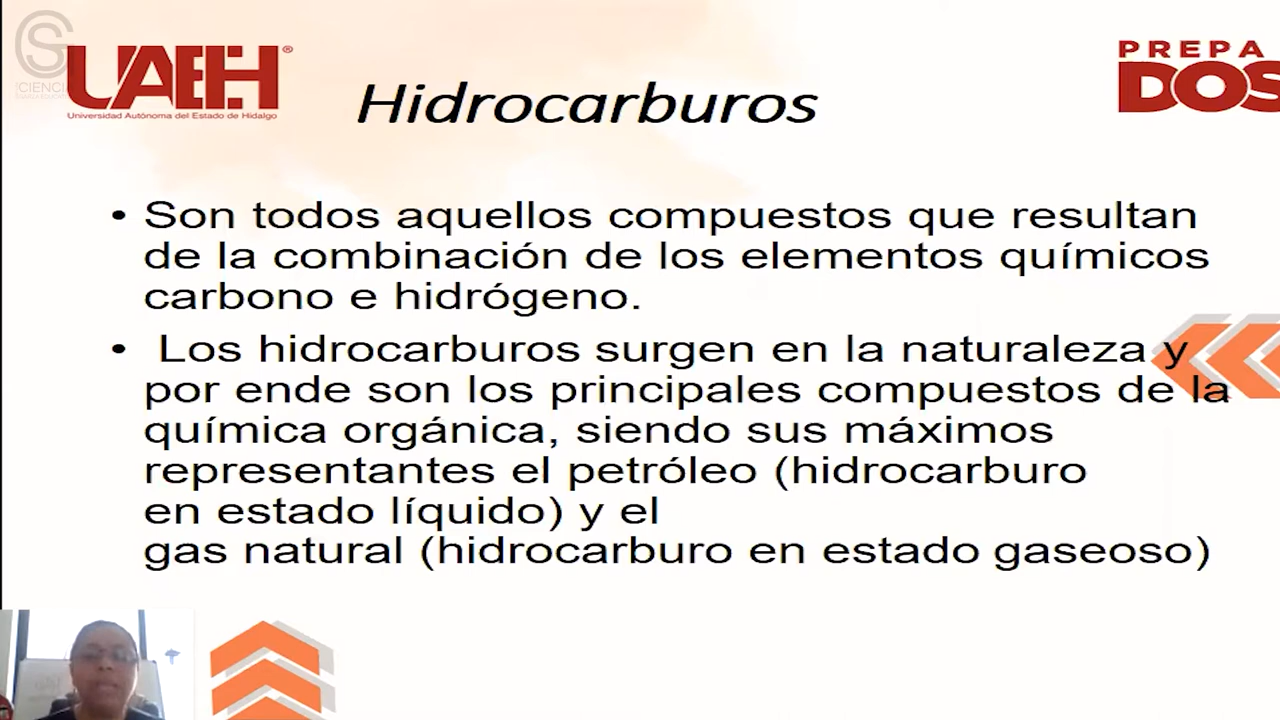 UAEH®
Universidad Autónoma del Estado de Hidalgo
PREPA
DOS
Hidrocarburos
• Son todos aquellos compuestos que resultan
de la combinación de los elementos químicos
carbono e hidrógeno.
• Los hidrocarburos surgen en la naturaleza y
por ende son los principales compuestos de la
química orgánica, siendo sus máximos
representantes el petróleo (hidrocarburo
en estado líquido) y el
gas natural (hidrocarburo en estado gaseoso)